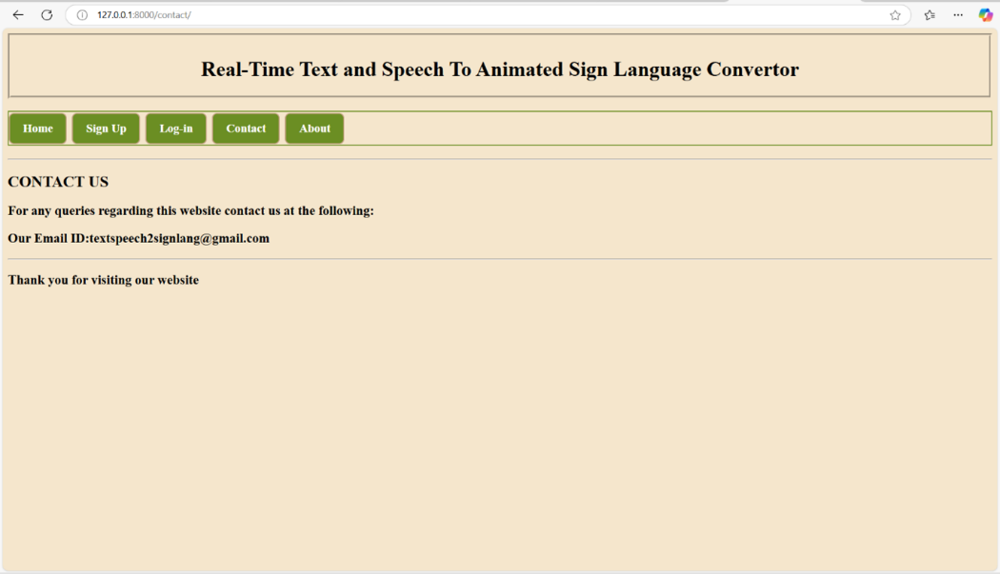 127.0.0.1:8000/contact/
Real-Time Text and Speech To Animated Sign Language Convertor
Home Sign Up Log-in Contact About
CONTACT US
For any queries regarding this website contact us at the following:
Our Email ID:textspeech2signlang@gmail.com
Thank you for visiting our website